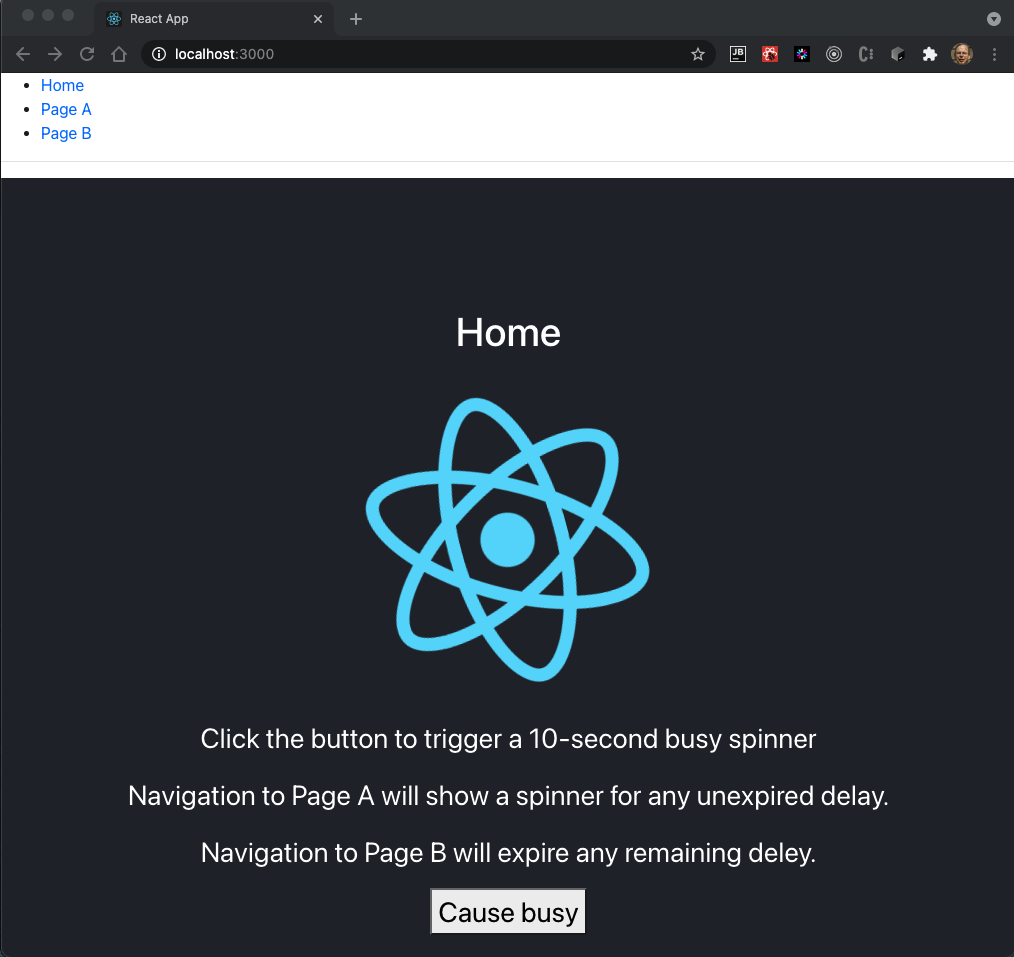 React App
localhost:3000
JB
Home
Page A
Page B
Home
Click the button to trigger a 10-second busy spinner
Navigation to Page A will show a spinner for any unexpired delay.
Navigation to Page B will expire any remaining deley.
Cause busy